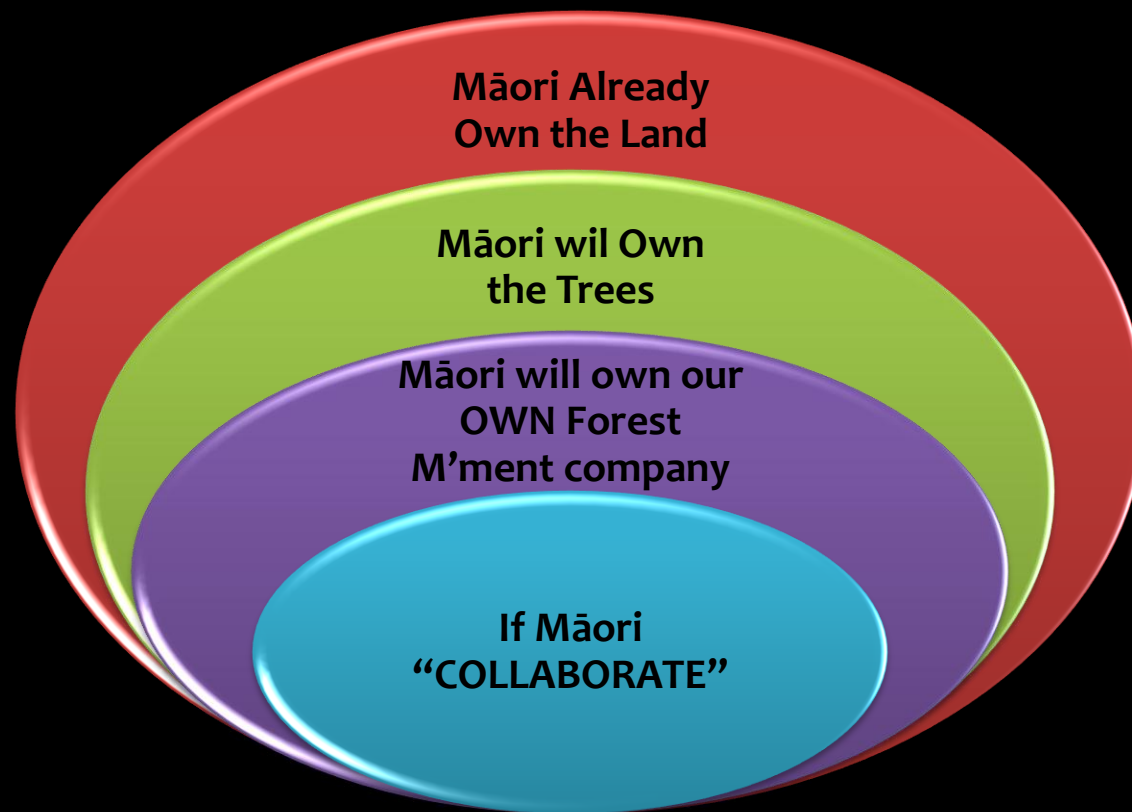 Māori Already
Own the Land
Māori wil Own
the Trees
Māori will own our
OWN Forest
M’ment company
If Māori
“COLLABORATE”